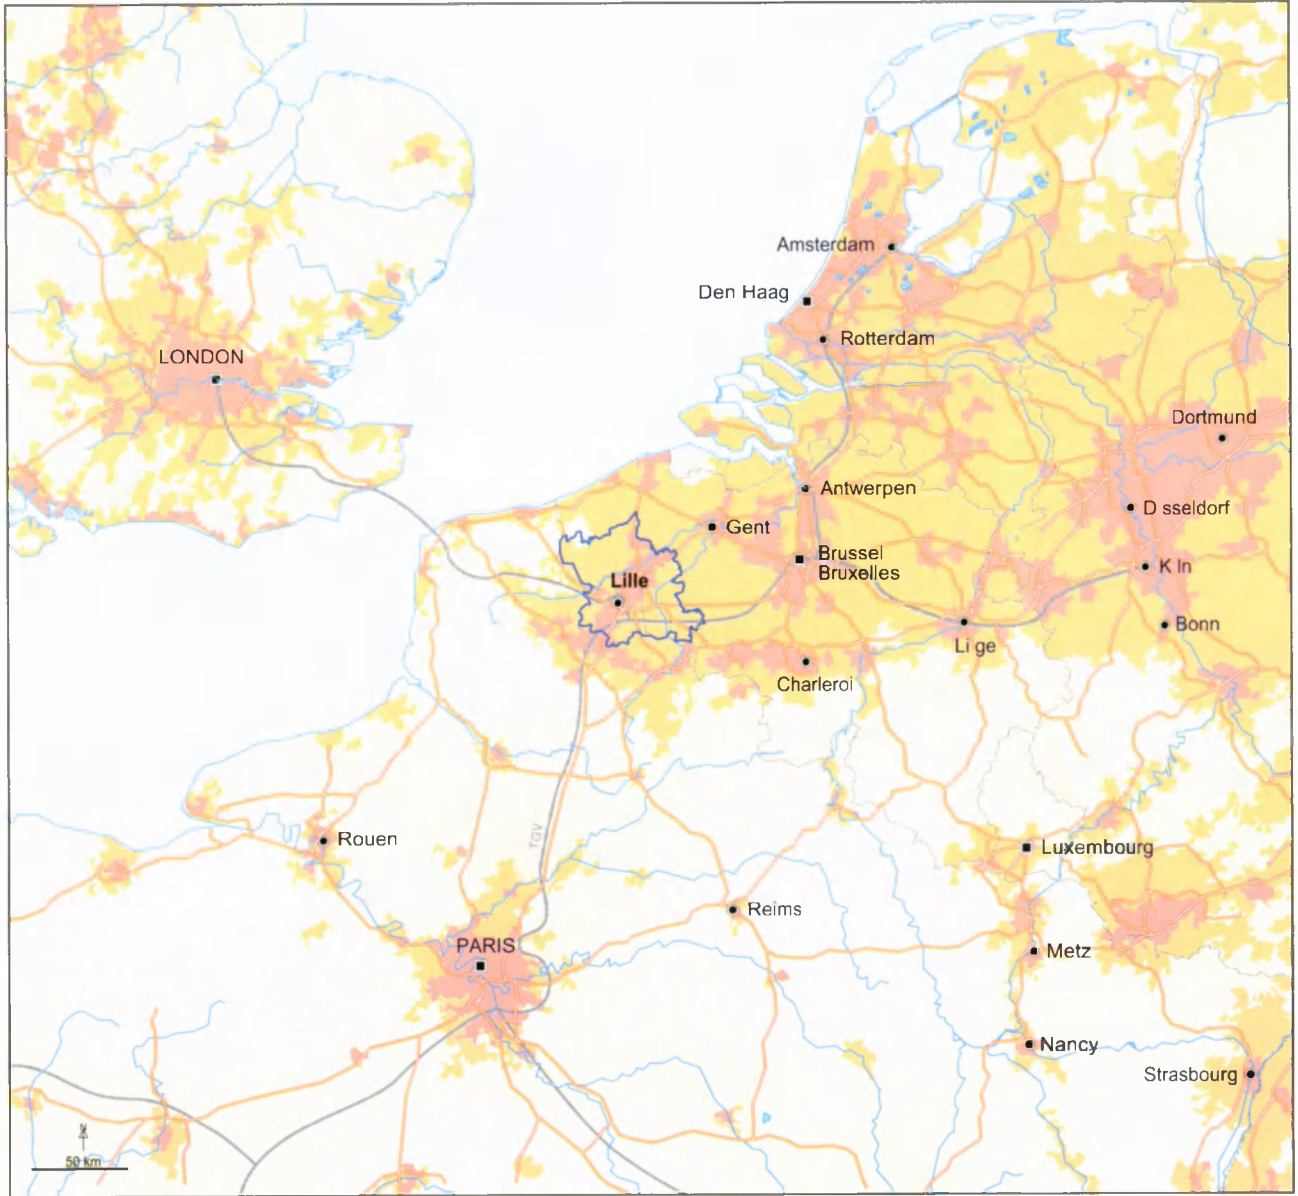 Amsterdam
Den Haag
Rotterdam
LONDON
Dortmund
Antwerpen
D sseldorf
Gent
Brussel
Bruxelles
K ln
Lille
Bonn
Li ge
Charleroi
TGV
Rouen
Luxembourg
Reims
PARIS
Metz
Nancy
Strasbourg
N
50 km